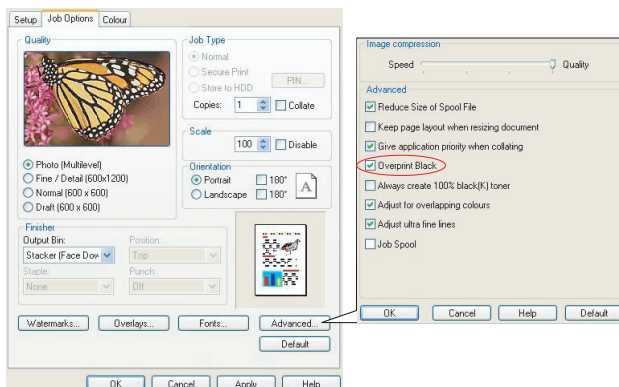 Setup Job Options Colour
Quality
Photo (Multilevel)
Fine / Detail (600x1200)
Normal (600 x 600)
Draft (600 x 600)
Job Type
Normal
Secure Print
Store to HDD
PIN...
Copies: 1 Collate
Scale
100 Disable
Orientation
Portrait 180°
Landscape 180°
A
Finisher
Output Bin: Position:
Stacker (Face Dow Top
Staple: Punch:
None Off
Watermarks... Overlays... Fonts... Advanced...
Default
OK Cancel Apply Help
Image compression
Speed Quality
Advanced
Reduce Size of Spool File
Keep page layout when resizing document
Give application priority when collating
Overprint Black
Always create 100% black(K) toner
Adjust for overlapping colours
Adjust ultra fine lines
Job Spool
OK Cancel Help Default